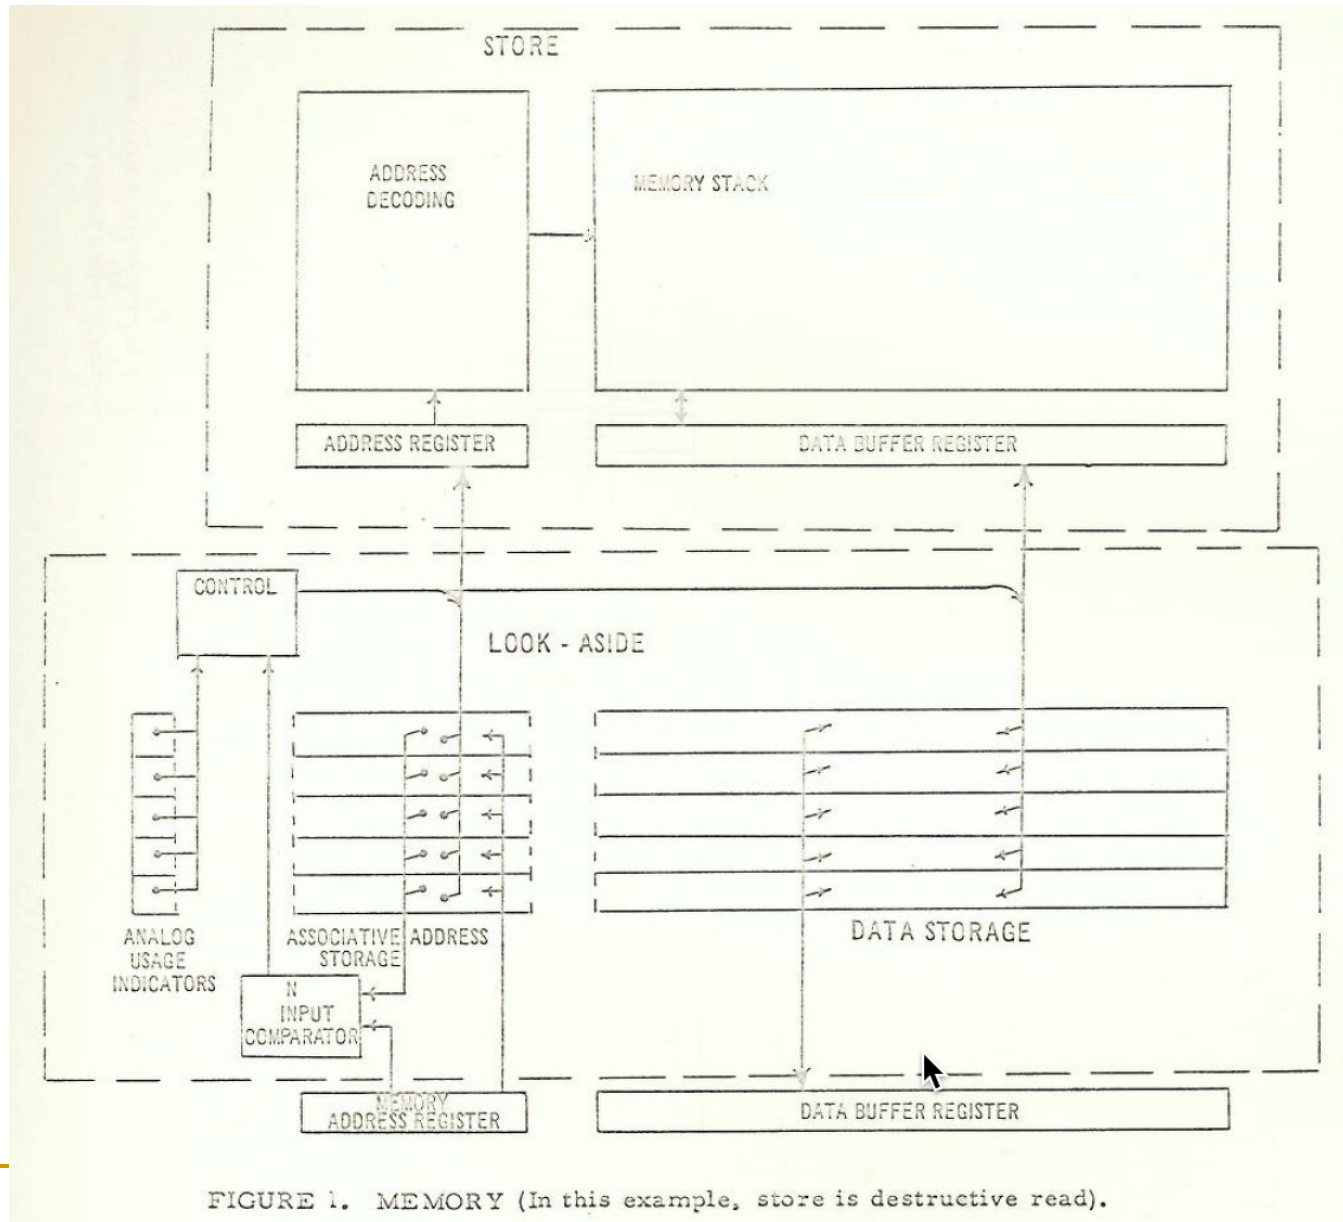 STORE
ADDRESS
DECODING
MEMORY STACK
ADDRESS REGISTER
DATA BUFFER REGISTER
CONTROL
LOOK - ASIDE
ANALOG
USAGE
INDICATORS
ASSOCIATIVE ADDRESS
STORAGE
DATA STORAGE
N
INPUT
COMPARATOR
MEMORY
ADDRESS REGISTER
DATA BUFFER REGISTER
FIGURE 1. MEMORY (In this example, store is destructive read).